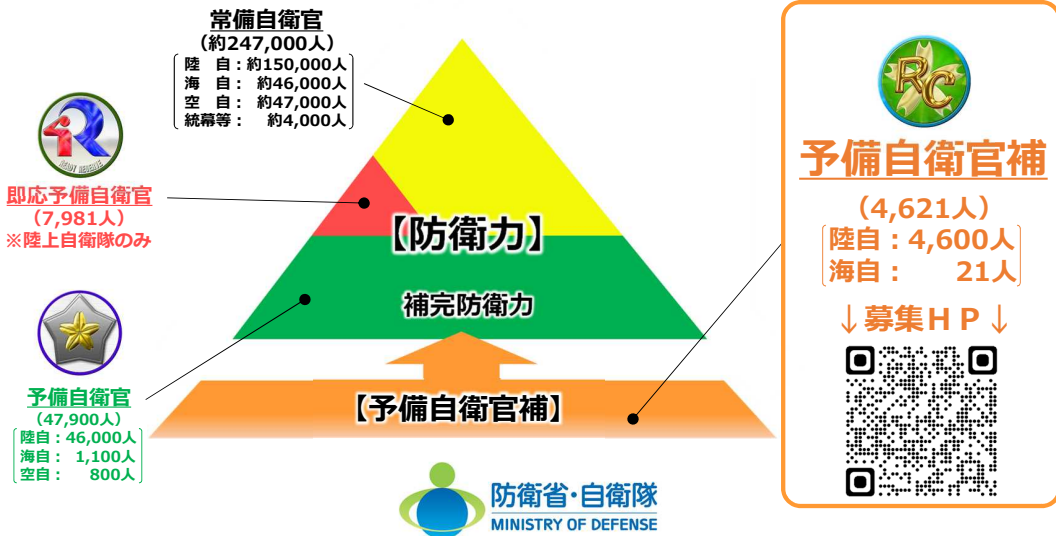 常備自衛官
(約247,000人)
陸 自：約150,000人
海 自： 約46,000人
空 自： 約47,000人
統幕等： 約4,000人
READY RESERVE
即応予備自衛官
(7,981人)
※陸上自衛隊のみ
予備自衛官
(47,900人)
陸自：46,000人
海自： 1,100人
空自： 800人
【防衛力】
補完防衛力
【予備自衛官補】
防衛省・自衛隊
MINISTRY OF DEFENSE
RC
予備自衛官補
(4,621人)
陸自：4,600人
海自： 21人
↓募集ＨＰ↓